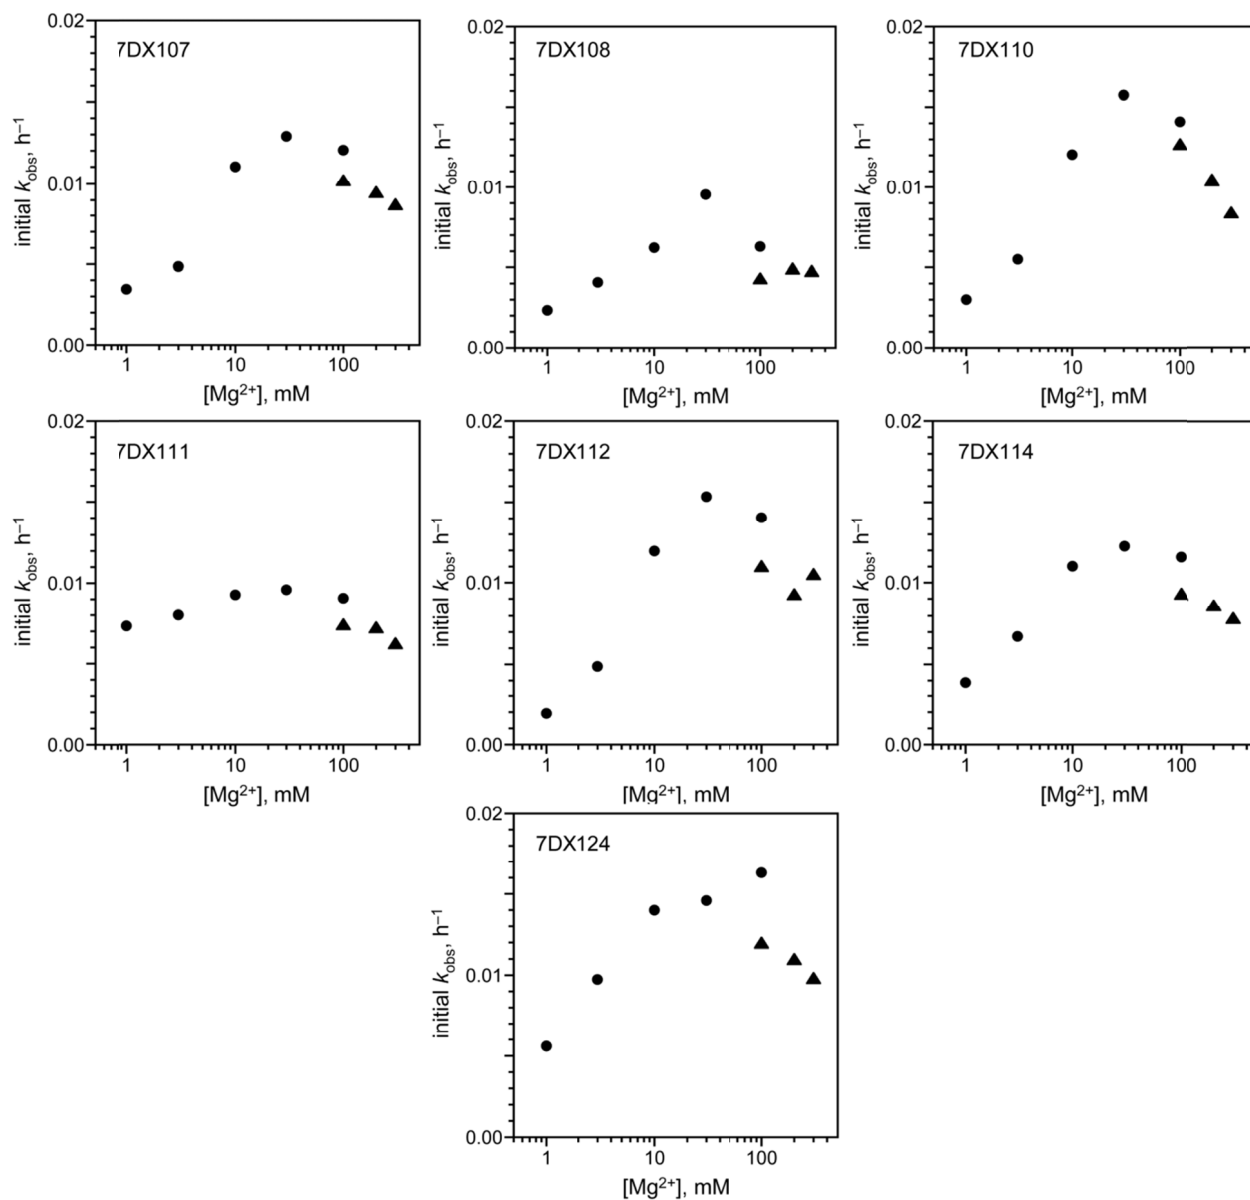 7DX107
0.02
0.01
0.00
initial kobs, h–1
1 10 100
[Mg2+], mM
7DX108
0.02
0.01
0.00
initial kobs, h–1
1 10 100
[Mg2+], mM
7DX110
0.02
0.01
0.00
initial kobs, h–1
1 10 100
[Mg2+], mM
7DX111
0.02
0.01
0.00
initial kobs, h–1
1 10 100
[Mg2+], mM
7DX112
0.02
0.01
0.00
initial kobs, h–1
1 10 100
[Mg2+], mM
7DX114
0.02
0.01
0.00
initial kobs, h–1
1 10 100
[Mg2+], mM
7DX124
0.02
0.01
0.00
initial kobs, h–1
1 10 100
[Mg2+], mM